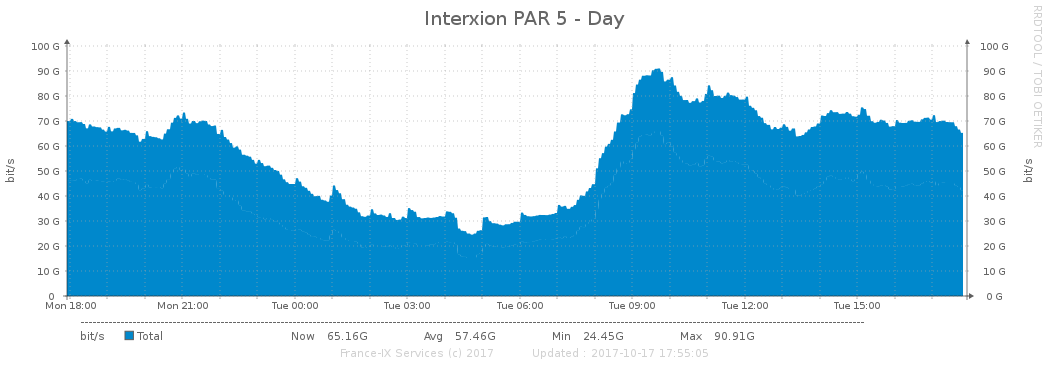 Interxion PAR 5 - Day
RRDTOOL / TOBI OETIKER
bit/s
bit/s
100 G 100 G
90 G 90 G
80 G 80 G
70 G 70 G
60 G 60 G
50 G 50 G
40 G 40 G
30 G 30 G
20 G 20 G
10 G 10 G
0 0 G
Mon 18:00 Mon 21:00 Tue 00:00 Tue 03:00 Tue 06:00 Tue 09:00 Tue 12:00 Tue 15:00
bit/s Total Now 65.16G Avg 57.46G Min 24.45G Max 90.91G
France-IX Services (c) 2017 Updated : 2017-10-17 17:55:05